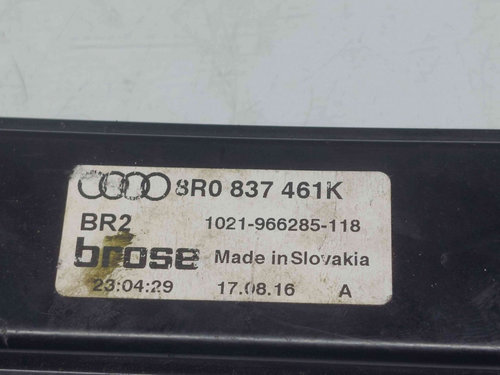 8R0 837 461K
BR2 1021-966285-118
brose Made in Slovakia
23:04:29 17.08.16 A